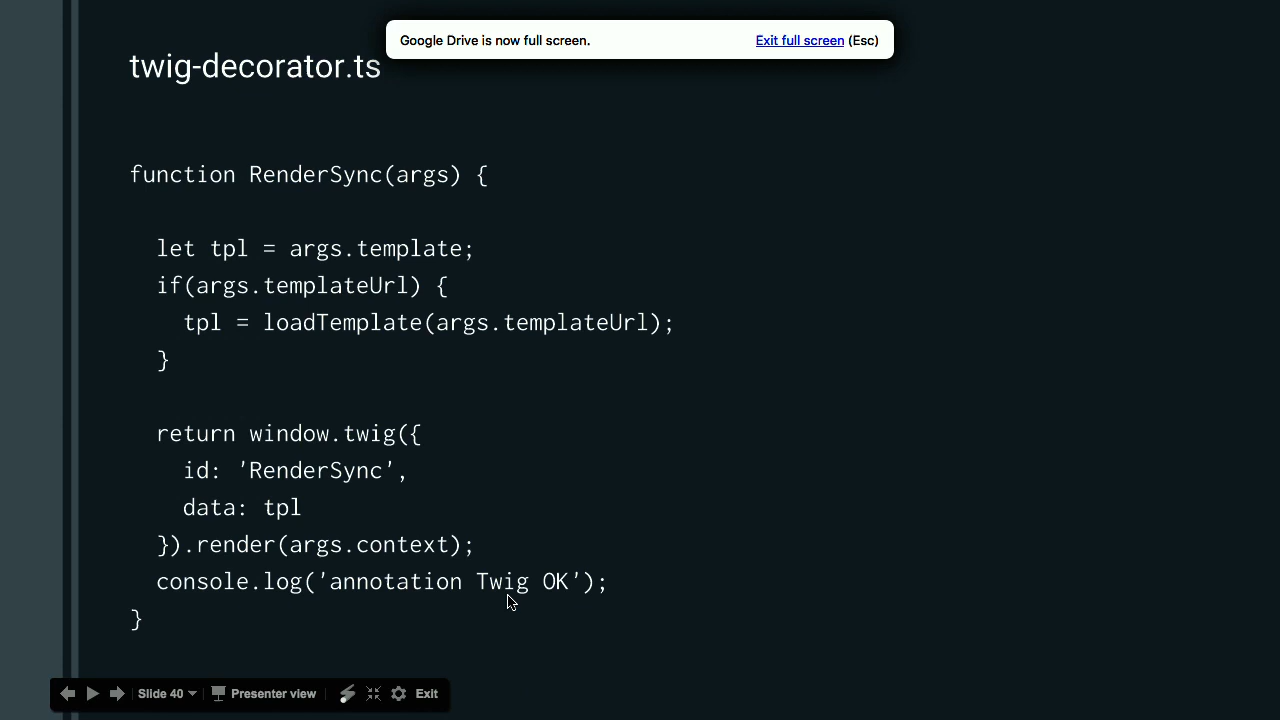 Google Drive is now full screen. Exit full screen (Esc)
twig-decorator.ts
function RenderSync(args) {
let tpl = args.template;
if(args.templateUrl) {
tpl = loadTemplate(args.templateUrl);
}
return window.twig({
id: 'RenderSync',
data: tpl
}).render(args.context);
console.log('annotation Twig OK');
}
Slide 40 Presenter view Exit